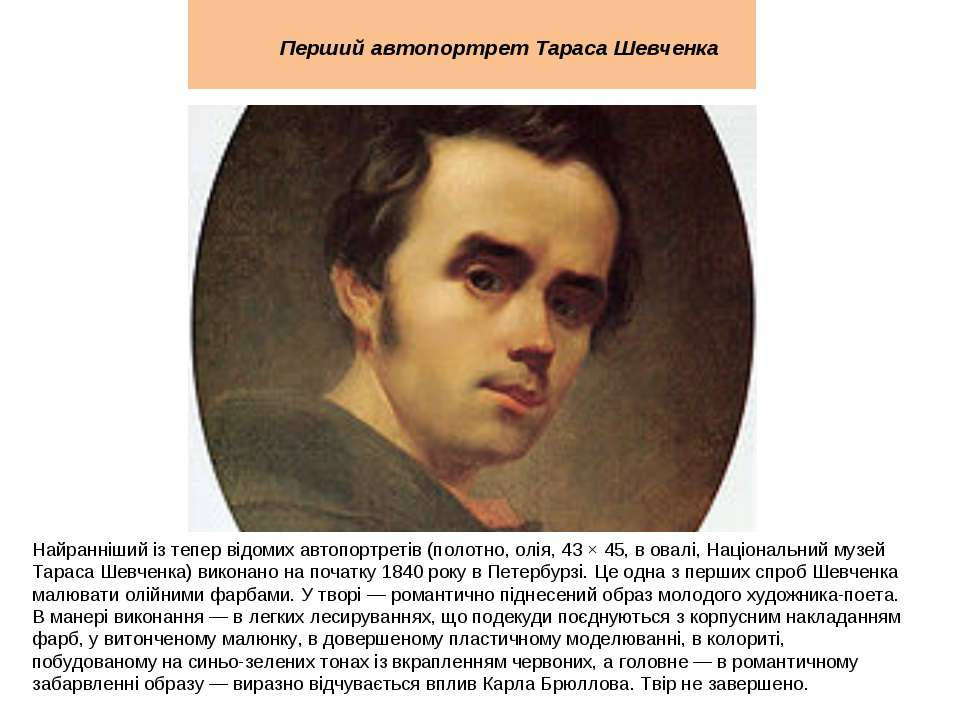 Перший автопортрет Тараса Шевченка
Найранніший із тепер відомих автопортретів (полотно, олія, 43 × 45, в овалі, Національний музей
Тараса Шевченка) виконано на початку 1840 року в Петербурзі. Це одна з перших спроб Шевченка
малювати олійними фарбами. У творі — романтично піднесений образ молодого художника-поета.
В манері виконання — в легких лесируваннях, що подекуди поєднуються з корпусним накладанням
фарб, у витонченому малюнку, в довершеному пластичному моделюванні, в колориті,
побудованому на синьо-зелених тонах із вкрапленням червоних, а головне — в романтичному
забарвленні образу — виразно відчувається вплив Карла Брюллова. Твір не завершено.